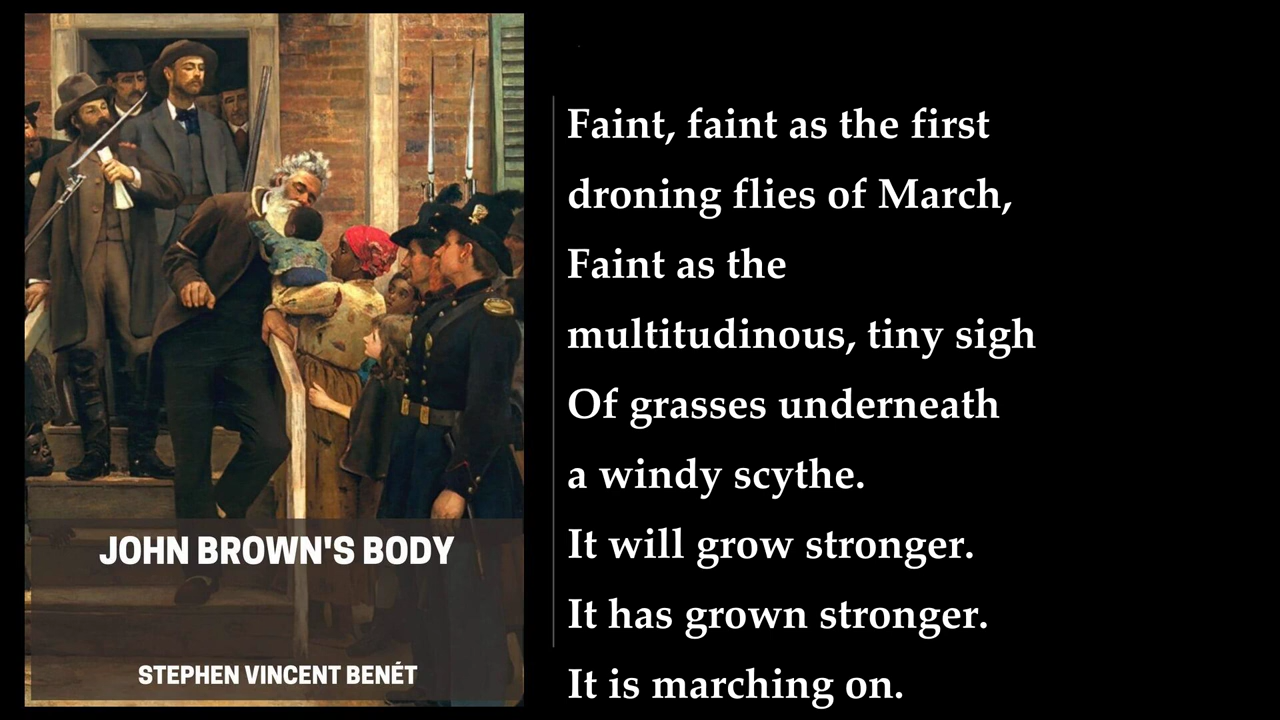 JOHN BROWN'S BODY
STEPHEN VINCENT BENÉT
Faint, faint as the first
droning flies of March,
Faint as the
multitudinous, tiny sigh
Of grasses underneath
a windy scythe.
It will grow stronger.
It has grown stronger.
It is marching on.